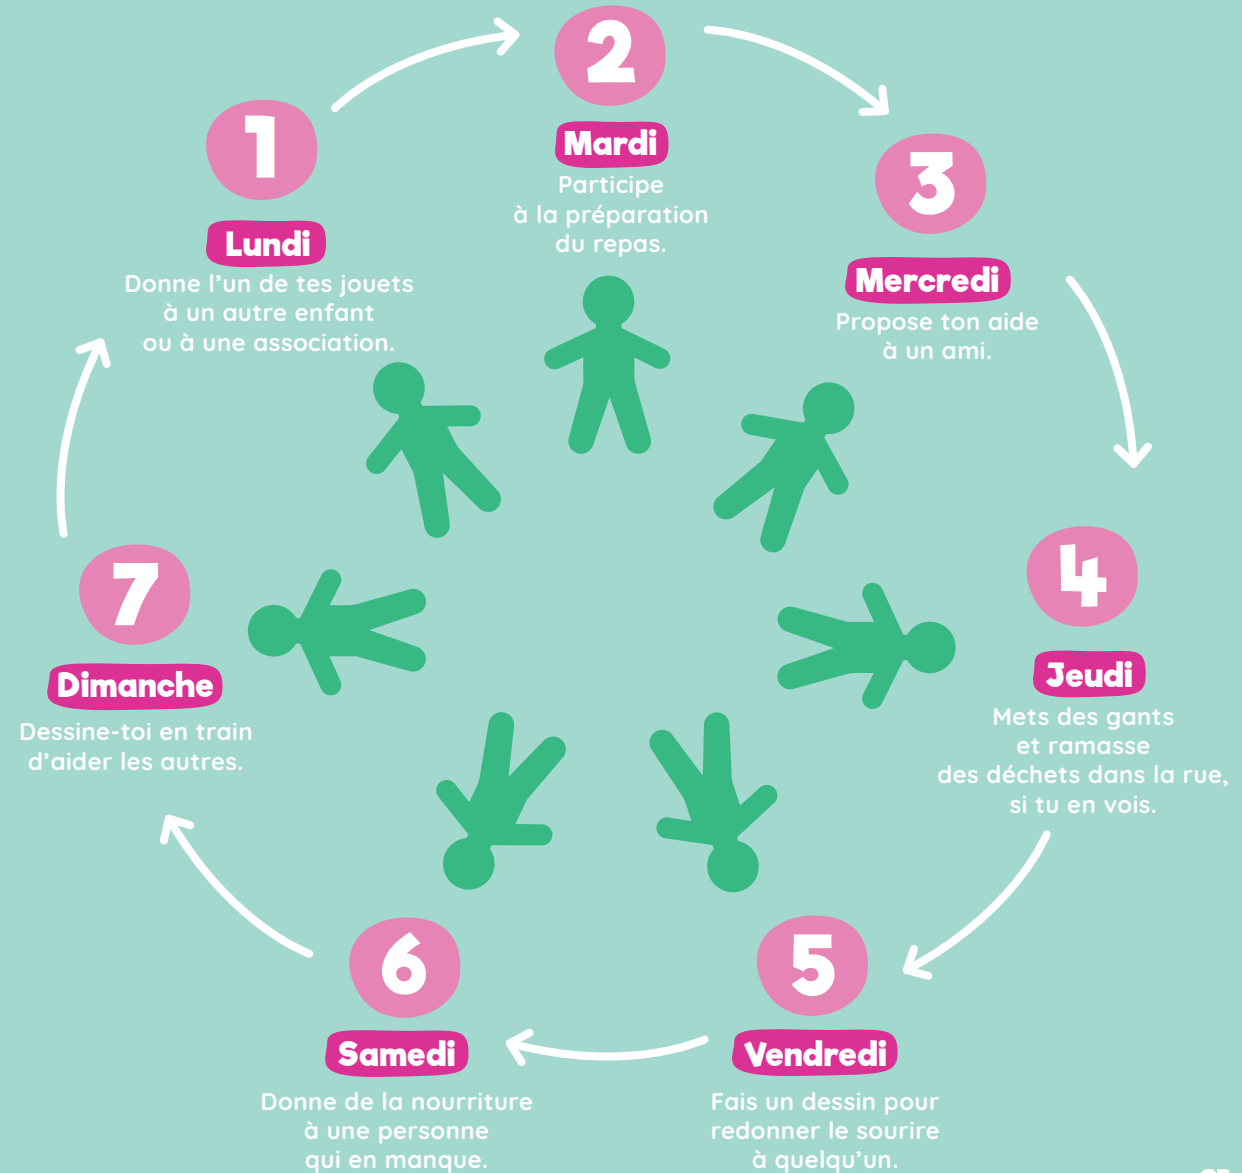 1
Lundi
Donne l'un de tes jouets
à un autre enfant
ou à une association.
2
Mardi
Participe
à la préparation
du repas.
3
Mercredi
Propose ton aide
à un ami.
4
Jeudi
Mets des gants
et ramasse
des déchets dans la rue,
si tu en vois.
5
Vendredi
Fais un dessin pour
redonner le sourire
à quelqu'un.
6
Samedi
Donne de la nourriture
à une personne
qui en manque.
7
Dimanche
Dessine-toi en train
d'aider les autres.